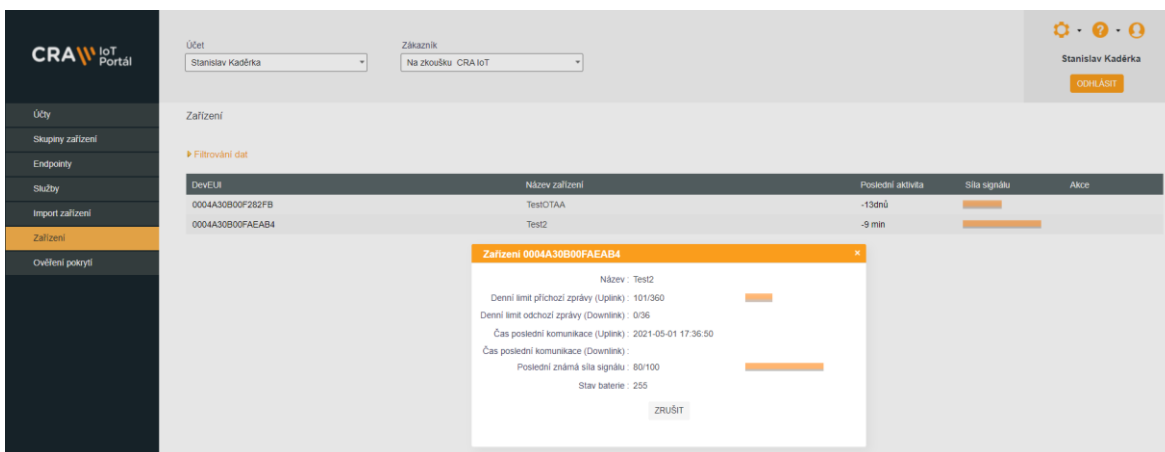 CRA IoT Portál
Účet
Stanislav Kaděrka
Zákazník
Na zkoušku CRA IoT
Stanislav Kaděrka
ODHLÁSIT
Účty
Skupiny zařízení
Endpointy
Služby
Import zařízení
Zařízení
Ověření pokrytí
Zařízení
Filtrování dat
DevEUI Název zařízení Poslední aktivita Síla signálu Akce
0004A30B00F282FB TestOTAA -13dnů
0004A30B00FAEAB4 Test2 -9 min
Zařízení 0004A30B00FAEAB4 ×
Název : Test2
Denní limit příchozí zprávy (Uplink) : 101/360
Denní limit odchozí zprávy (Downlink) : 0/36
Čas poslední komunikace (Uplink) : 2021-05-01 17:36:50
Čas poslední komunikace (Downlink) :
Poslední známá síla signálu : 80/100
Stav baterie : 255
ZRUŠIT